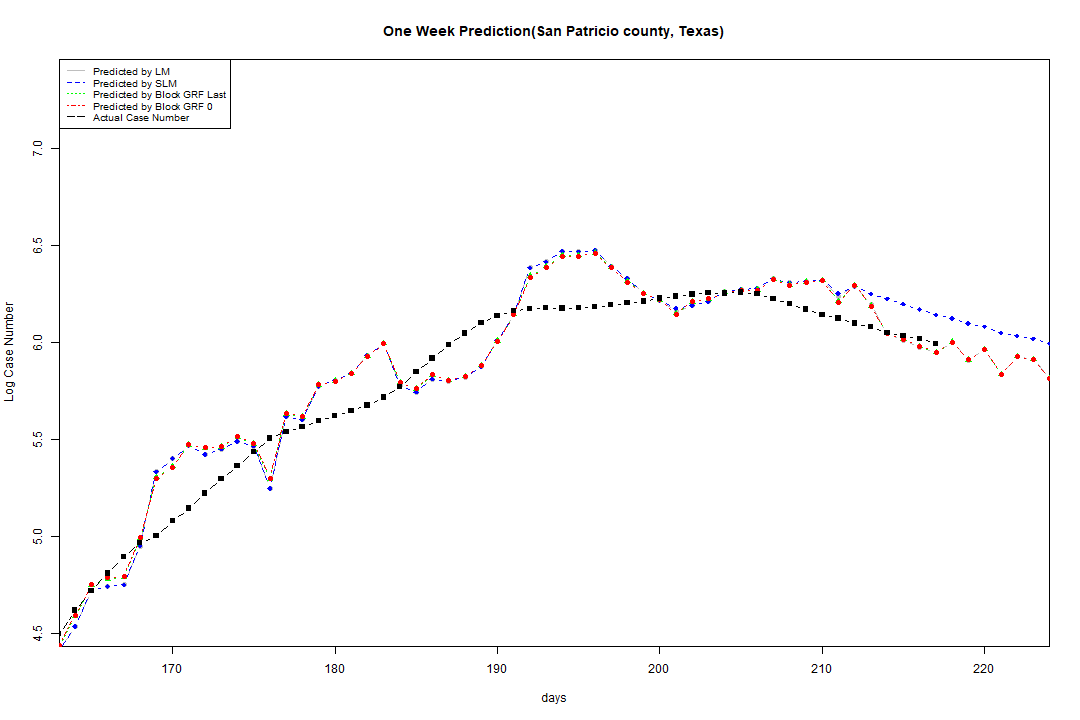 One Week Prediction(San Patricio county, Texas)
Predicted by LM
Predicted by SLM
Predicted by Block GRF Last
Predicted by Block GRF 0
Actual Case Number
7.0
6.5
6.0
5.5
5.0
4.5
Log Case Number
170 180 190 200 210 220
days